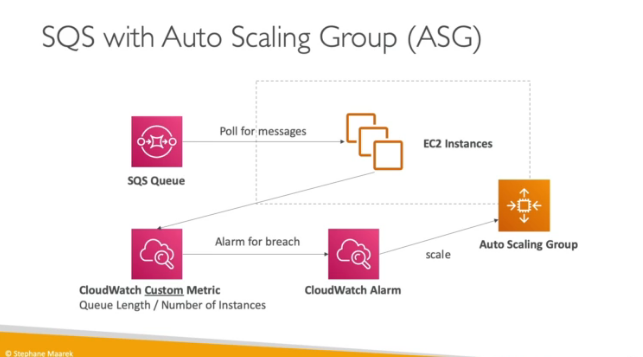 SQS with Auto Scaling Group (ASG)
Poll for messages
EC2 Instances
SQS Queue
Auto Scaling Group
Alarm for breach
scale
CloudWatch Custom Metric
Queue Length / Number of Instances
CloudWatch Alarm
© Stephane Maarek